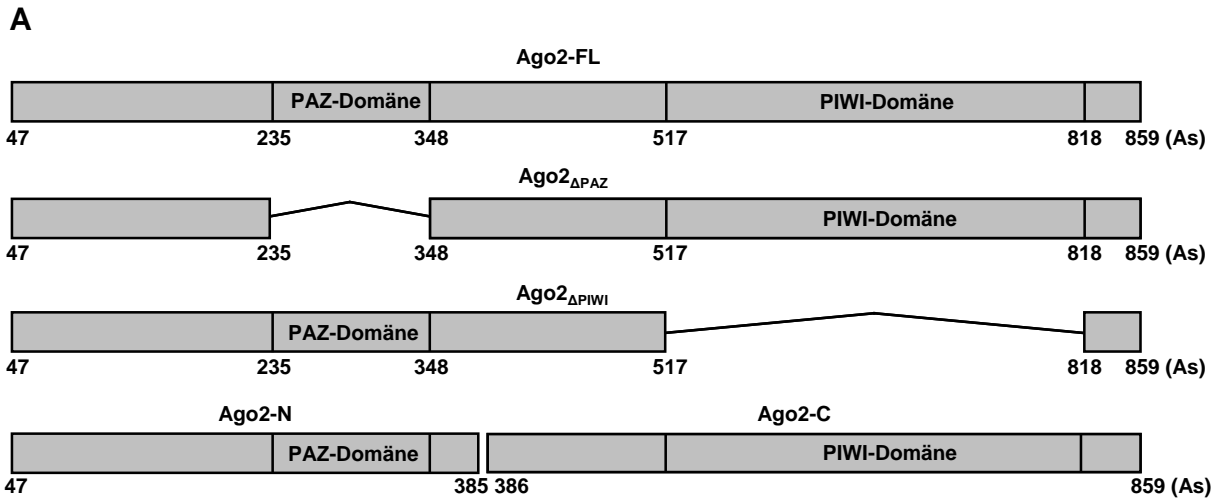 A
Ago2-FL
PAZ-Domäne PIWI-Domäne
47 235 348 517 818 859 (As)
Ago2ΔPAZ
PIWI-Domäne
47 235 348 517 818 859 (As)
Ago2ΔPIWI
PAZ-Domäne
47 235 348 517 818 859 (As)
Ago2-N Ago2-C
PAZ-Domäne PIWI-Domäne
47 385 386 859 (As)